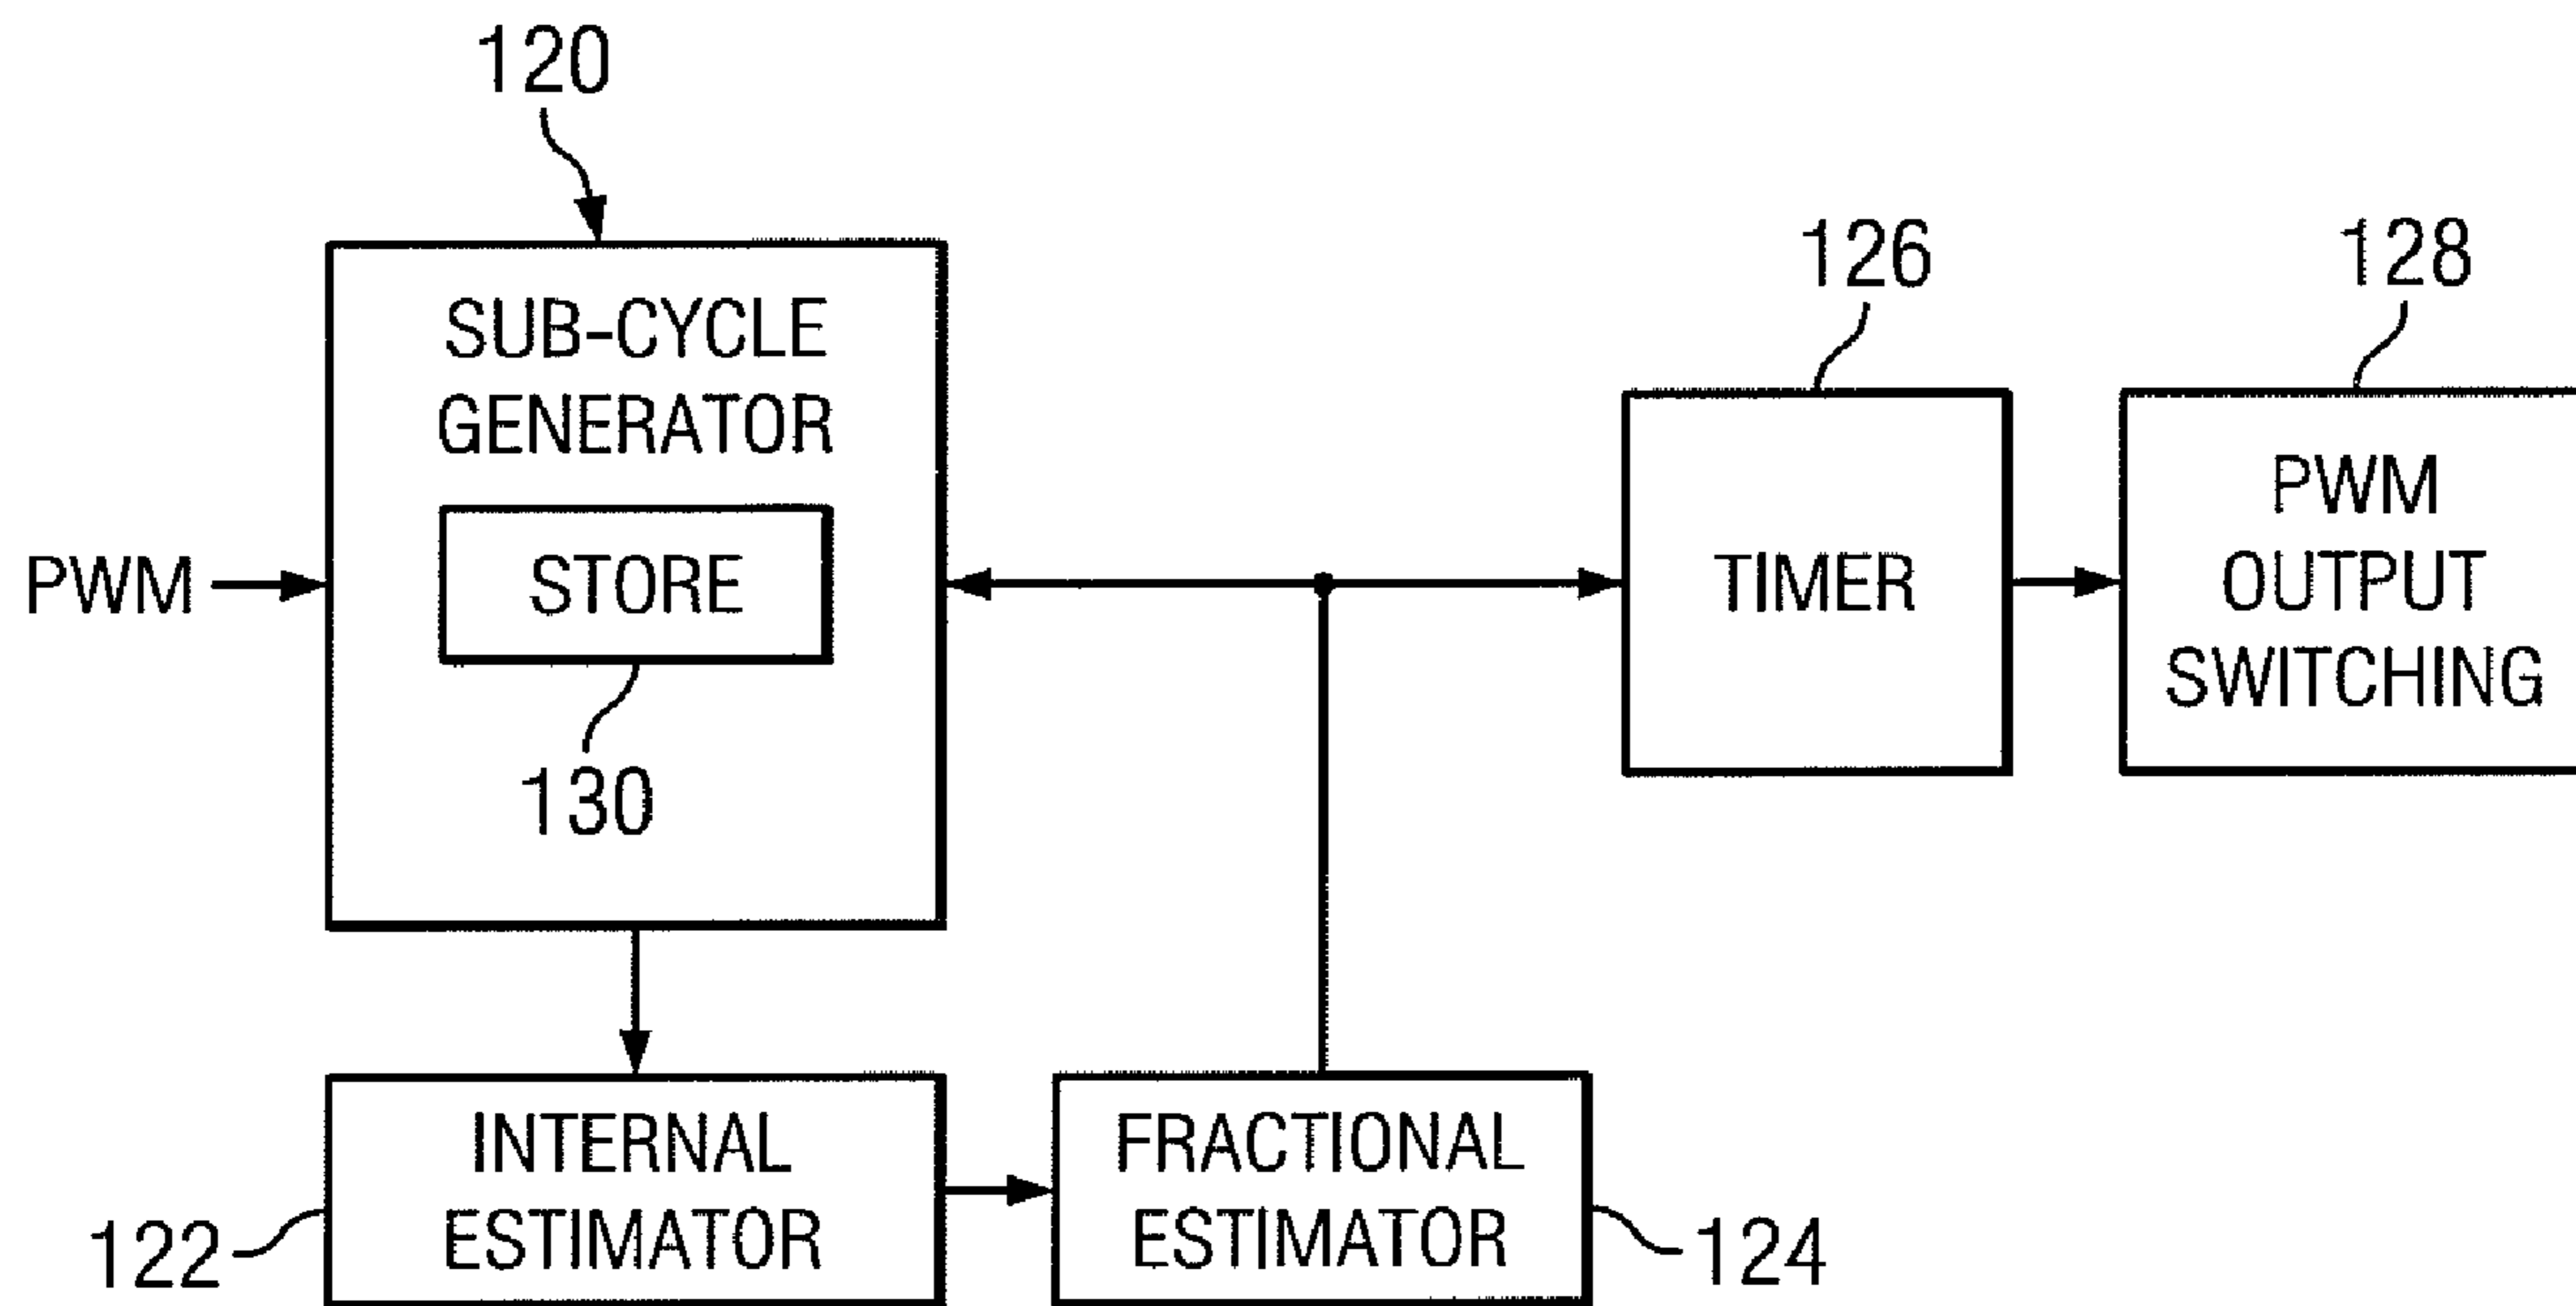 120
SUB-CYCLE
GENERATOR
STORE
130
PWM
126
TIMER
128
PWM
OUTPUT
SWITCHING
INTERNAL
ESTIMATOR
122
FRACTIONAL
ESTIMATOR
124